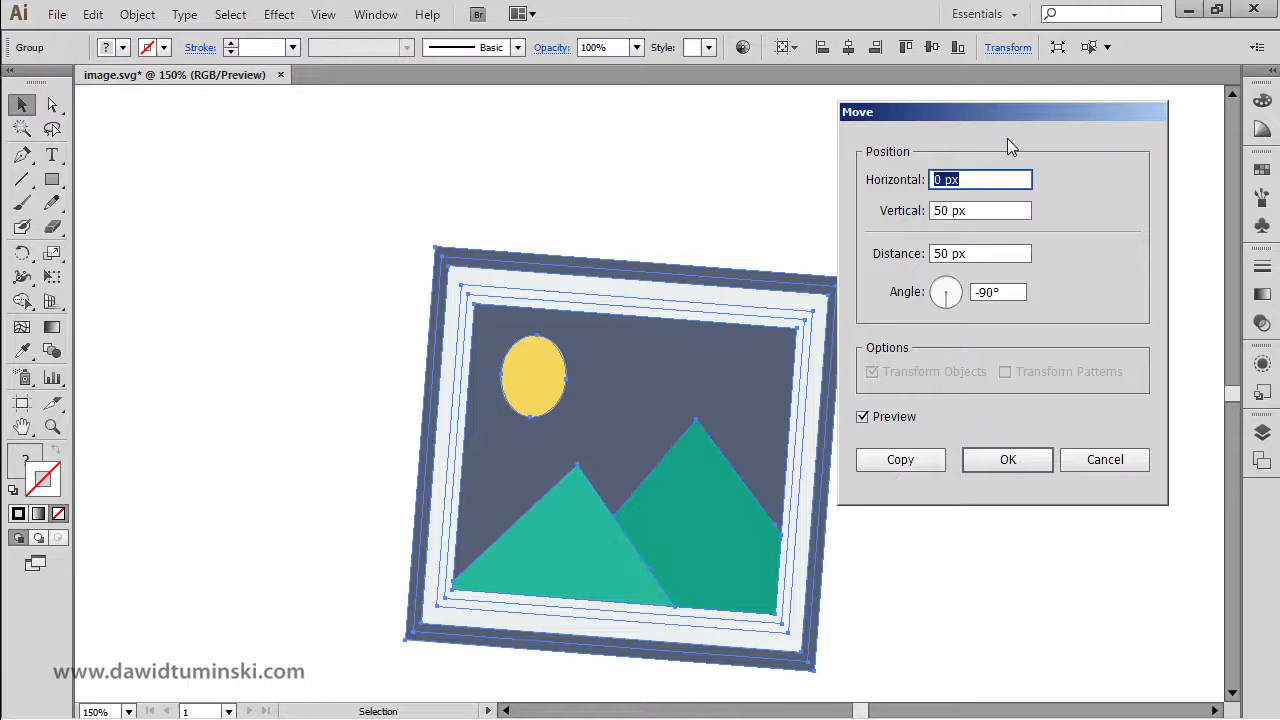 Ai File Edit Object Type Select Effect View Window Help Br Essentials
Group ? Stroke: Basic Opacity: 100% Style: Transform
image.svg* @ 150% (RGB/Preview) ×
Move
Position
Horizontal: 0 px
Vertical: 50 px
Distance: 50 px
Angle: -90°
Options
Transform Objects Transform Patterns
Preview
Copy OK Cancel
T
?
www.dawidtuminski.com
150% 1 Selection